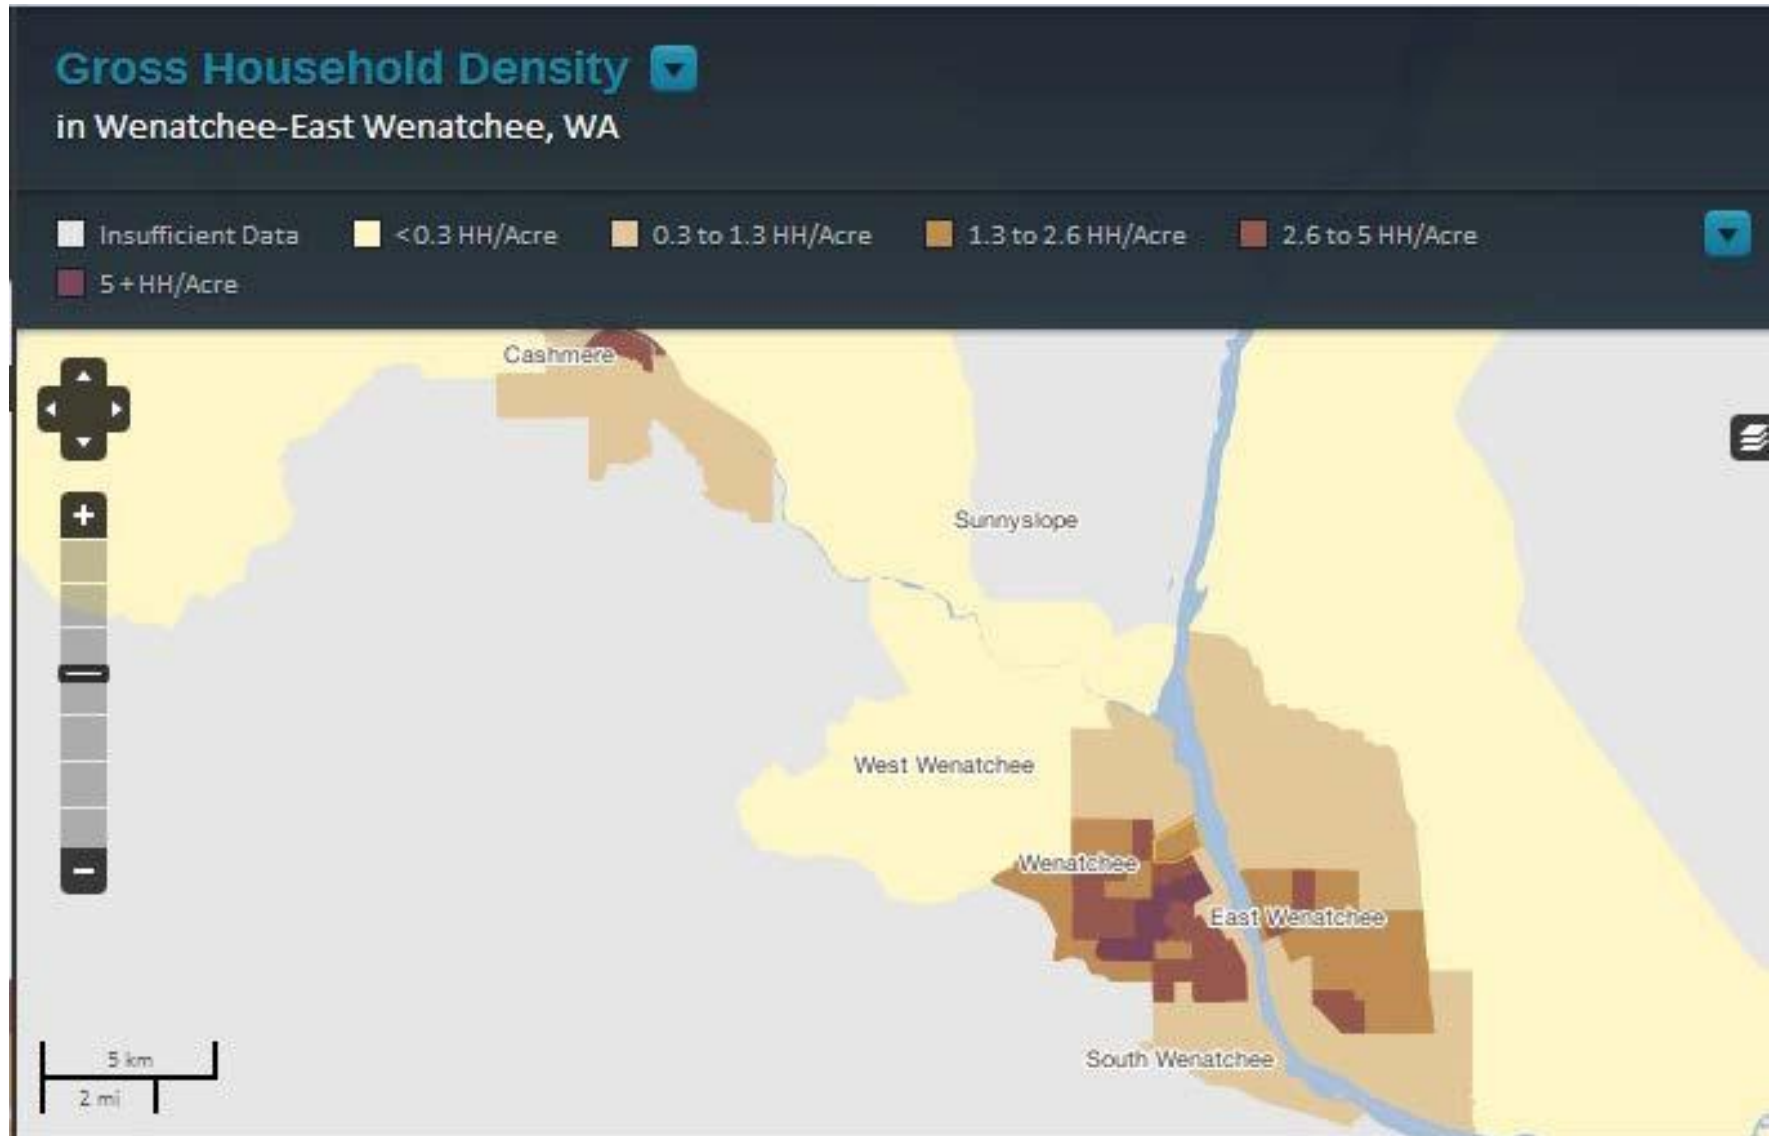 Gross Household Density
in Wenatchee-East Wenatchee, WA
Insufficient Data <0.3 HH/Acre 0.3 to 1.3 HH/Acre 1.3 to 2.6 HH/Acre 2.6 to 5 HH/Acre
5+ HH/Acre
Cashmere
+
Sunnyslope
West Wenatchee
Wenatchee
−
East Wenatchee
South Wenatchee
5 km
2 mi